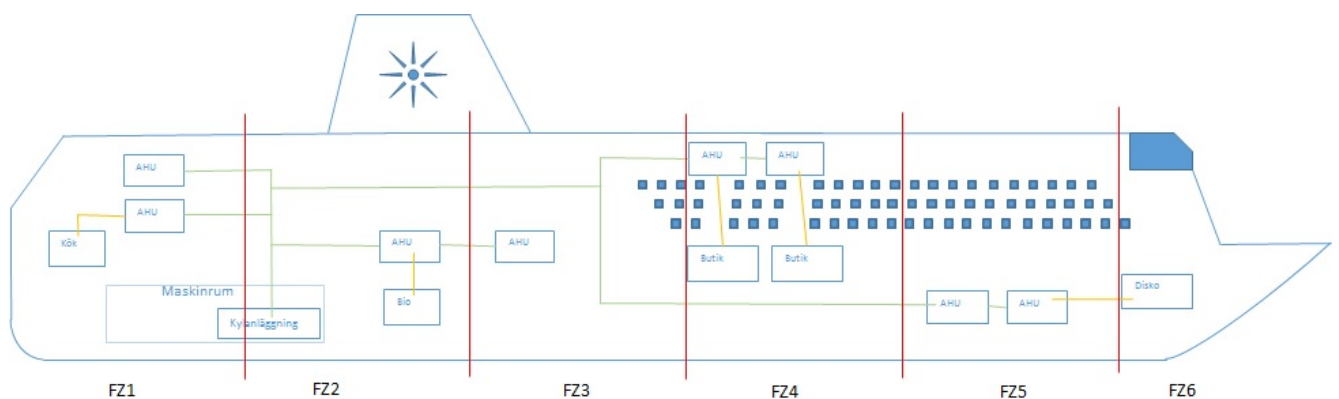 AHU
AHU
AHU
AHU
Kök
AHU
AHU
Butik
Butik
Maskinrum
Bio
Kylanläggning
AHU
AHU
Disko
FZ1
FZ2
FZ3
FZ4
FZ5
FZ6